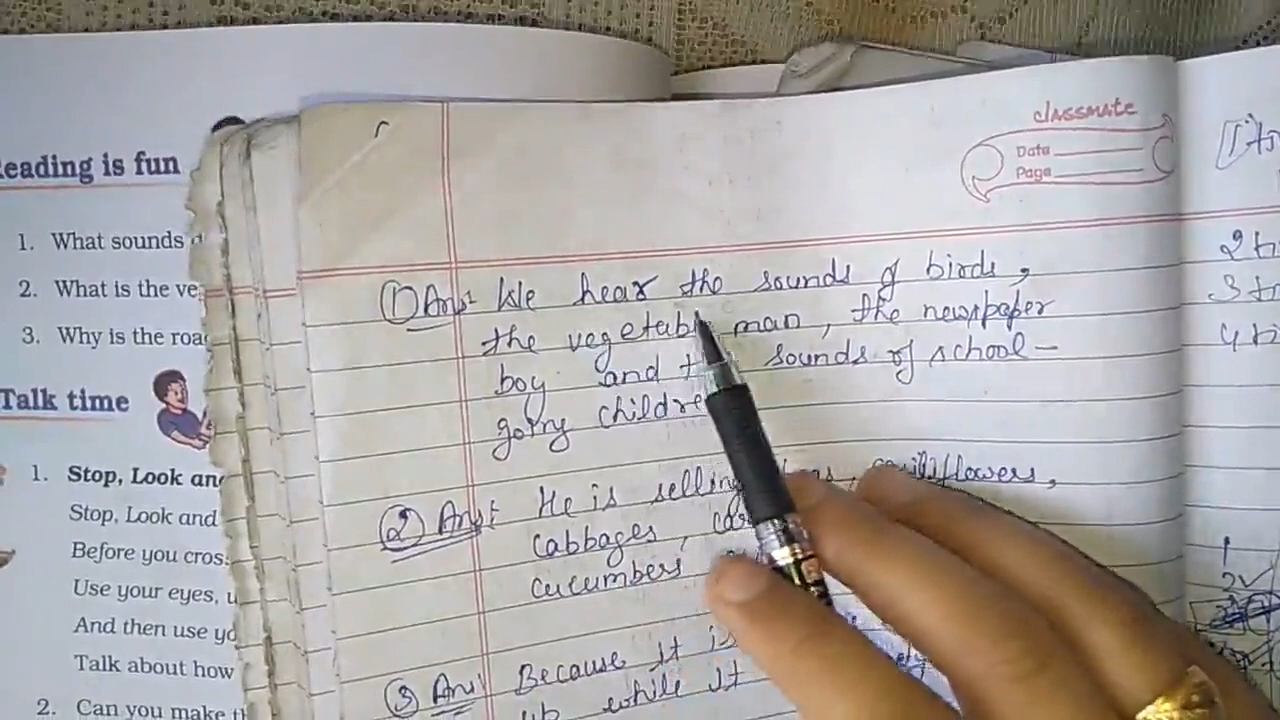 Reading is fun
1. What sounds
2. What is the ve
3. Why is the roa
Talk time
1. Stop, Look an
Stop, Look and
Before you cros
Use your eyes, u
And then use yo
Talk about how
2. Can you make t
classmate
Date
Page
(1) Ans: We hear the sounds of birds,
the vegetable man, the newspaper
boy and the sounds of school-
going children
(2) Ans: He is selling cauliflowers,
cabbages,
cucumbers
(3) Ans: Because it is
up while it